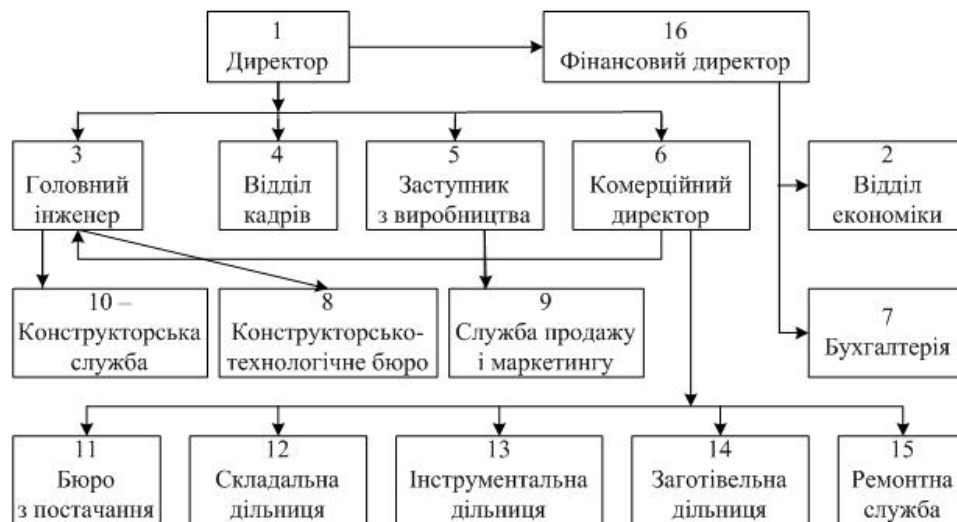 1
Директор
16
Фінансовий директор
3
Головний
інженер
4
Відділ
кадрів
5
Заступник
з виробництва
6
Комерційний
директор
2
Відділ
економіки
10 –
Конструкторська
служба
8
Конструкторсько-
технологічне бюро
9
Служба продажу
і маркетингу
7
Бухгалтерія
11
Бюро
з постачання
12
Складальна
дільниця
13
Інструментальна
дільниця
14
Заготівельна
дільниця
15
Ремонтна
служба